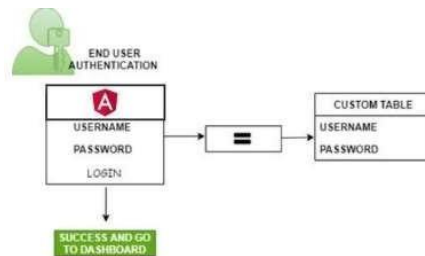 END USER
AUTHENTICATION
A
USERNAME
PASSWORD
LOGIN
=
CUSTOM TABLE
USERNAME
PASSWORD
SUCCESS AND GO
TO DASHBOARD